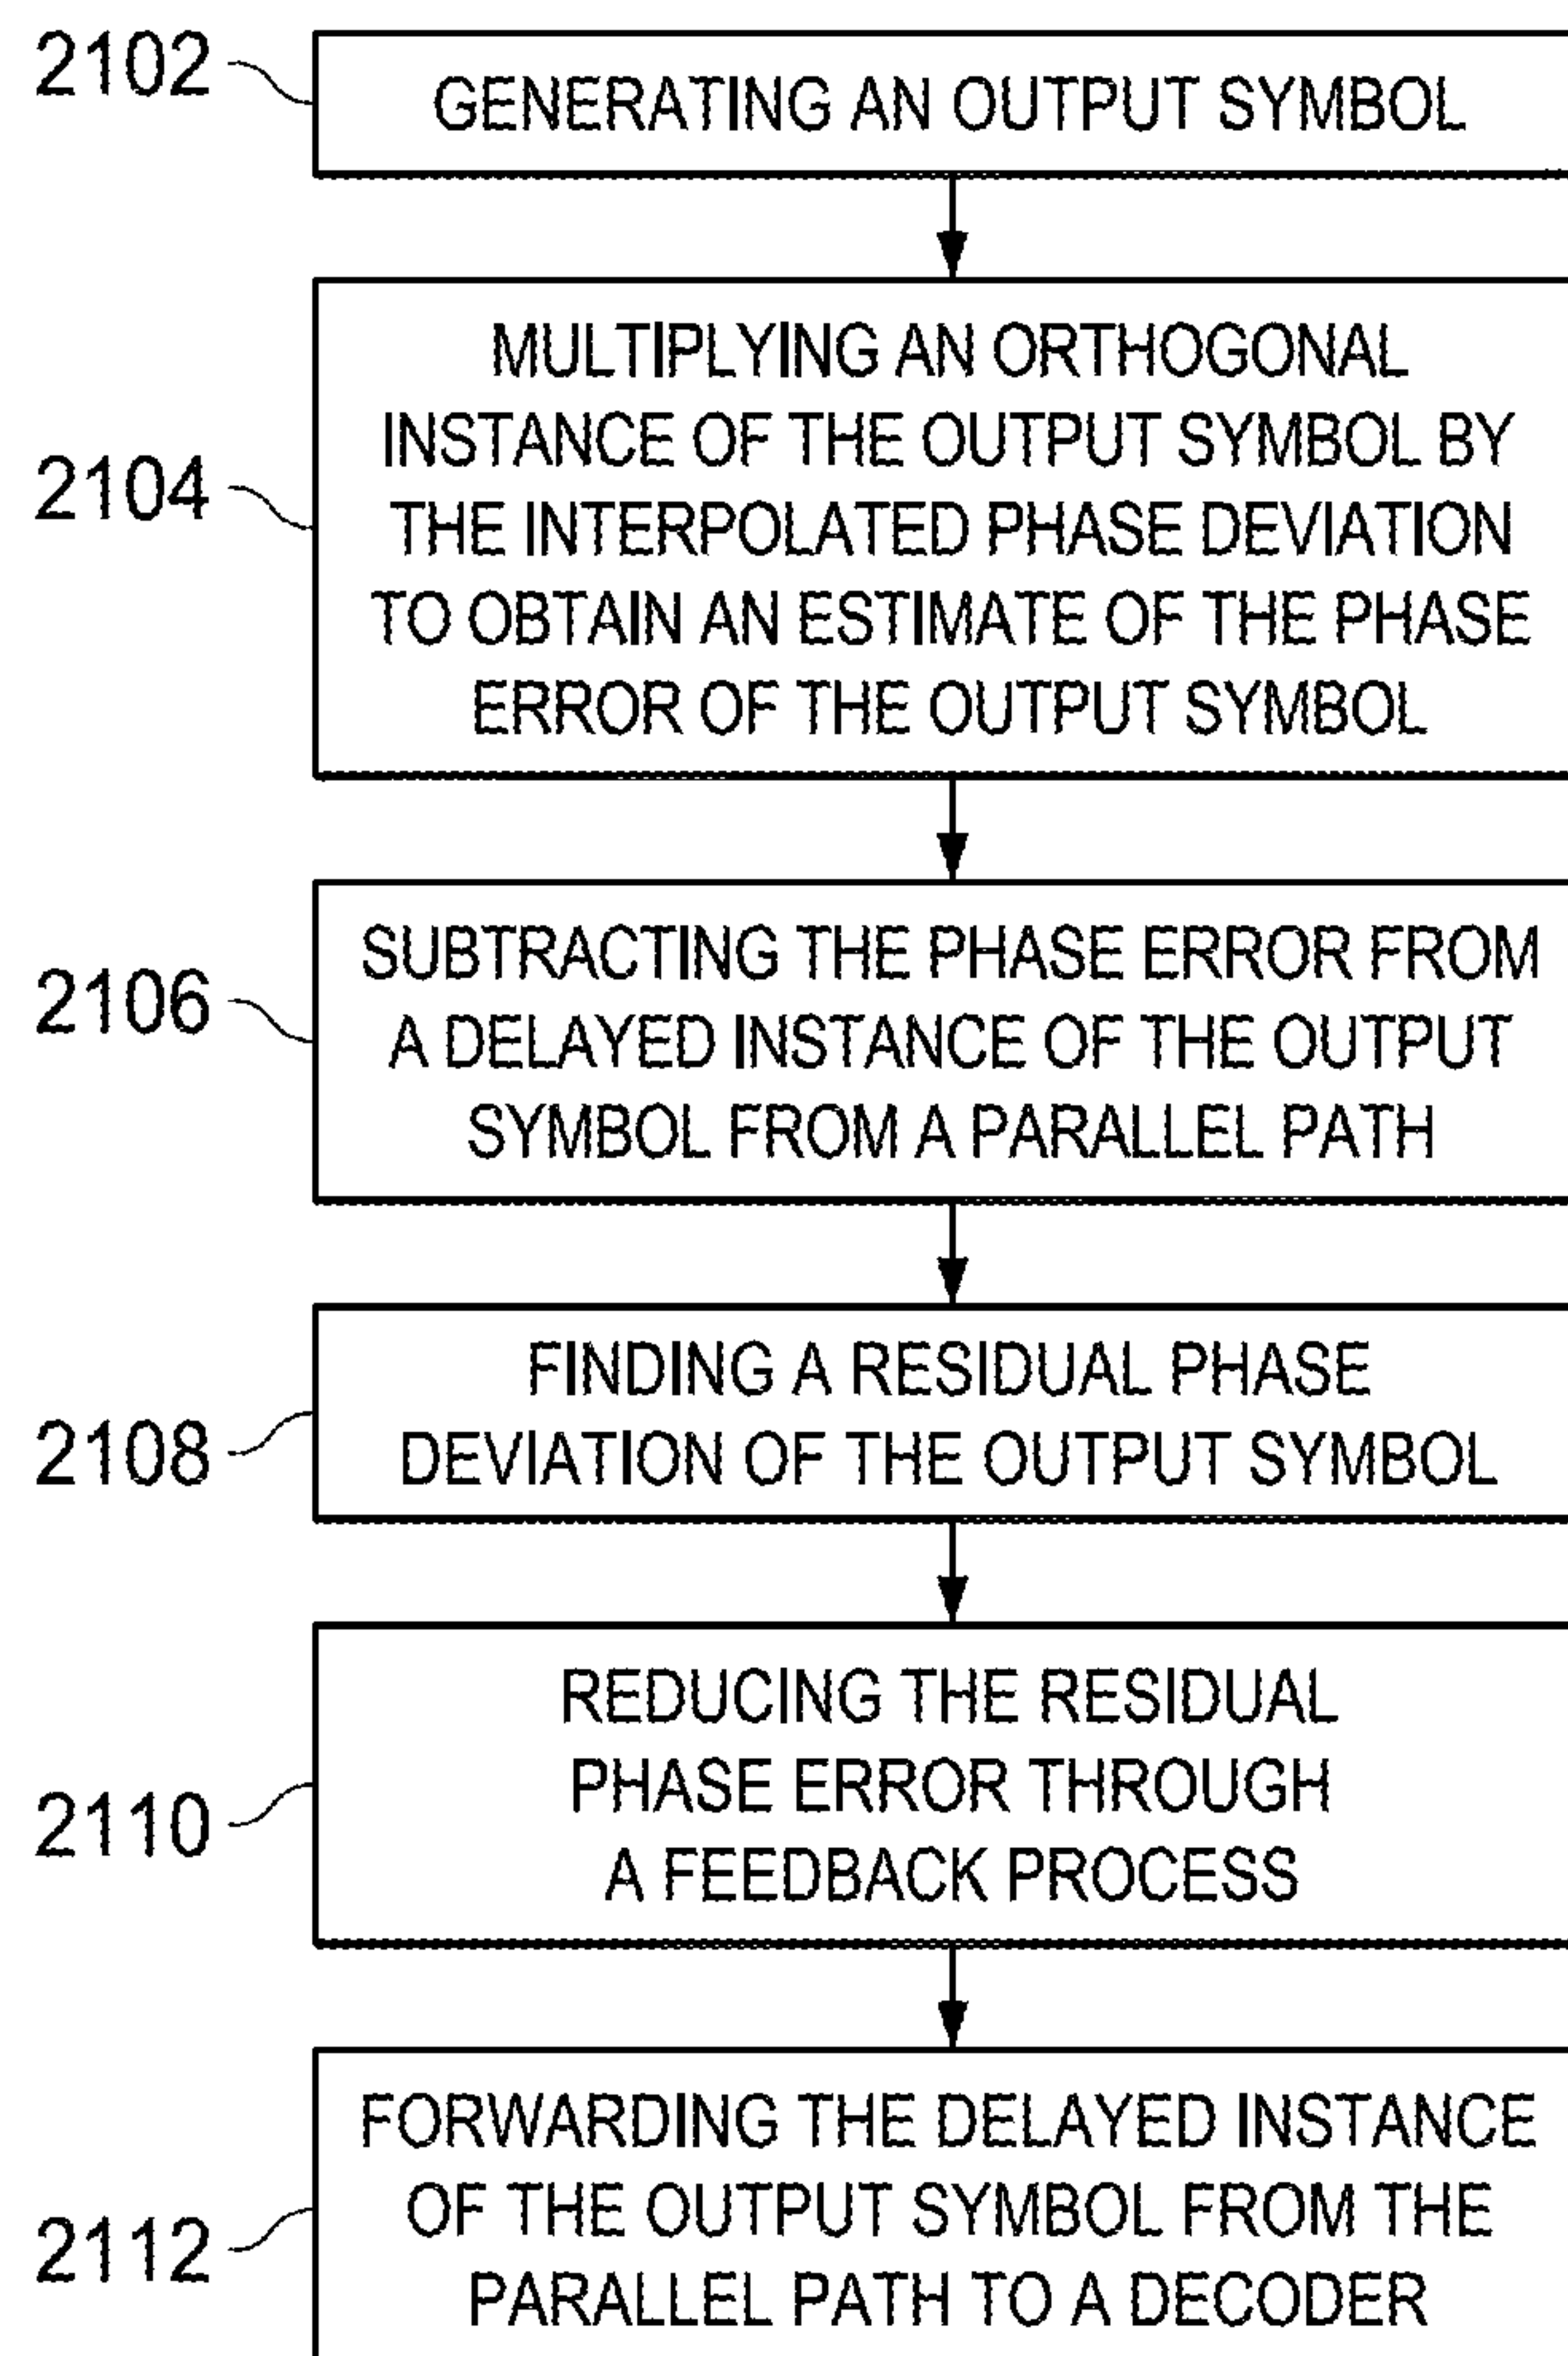 2102
GENERATING AN OUTPUT SYMBOL
2104
MULTIPLYING AN ORTHOGONAL
INSTANCE OF THE OUTPUT SYMBOL BY
THE INTERPOLATED PHASE DEVIATION
TO OBTAIN AN ESTIMATE OF THE PHASE
ERROR OF THE OUTPUT SYMBOL
2106
SUBTRACTING THE PHASE ERROR FROM
A DELAYED INSTANCE OF THE OUTPUT
SYMBOL FROM A PARALLEL PATH
2108
FINDING A RESIDUAL PHASE
DEVIATION OF THE OUTPUT SYMBOL
2110
REDUCING THE RESIDUAL
PHASE ERROR THROUGH
A FEEDBACK PROCESS
2112
FORWARDING THE DELAYED INSTANCE
OF THE OUTPUT SYMBOL FROM THE
PARALLEL PATH TO A DECODER